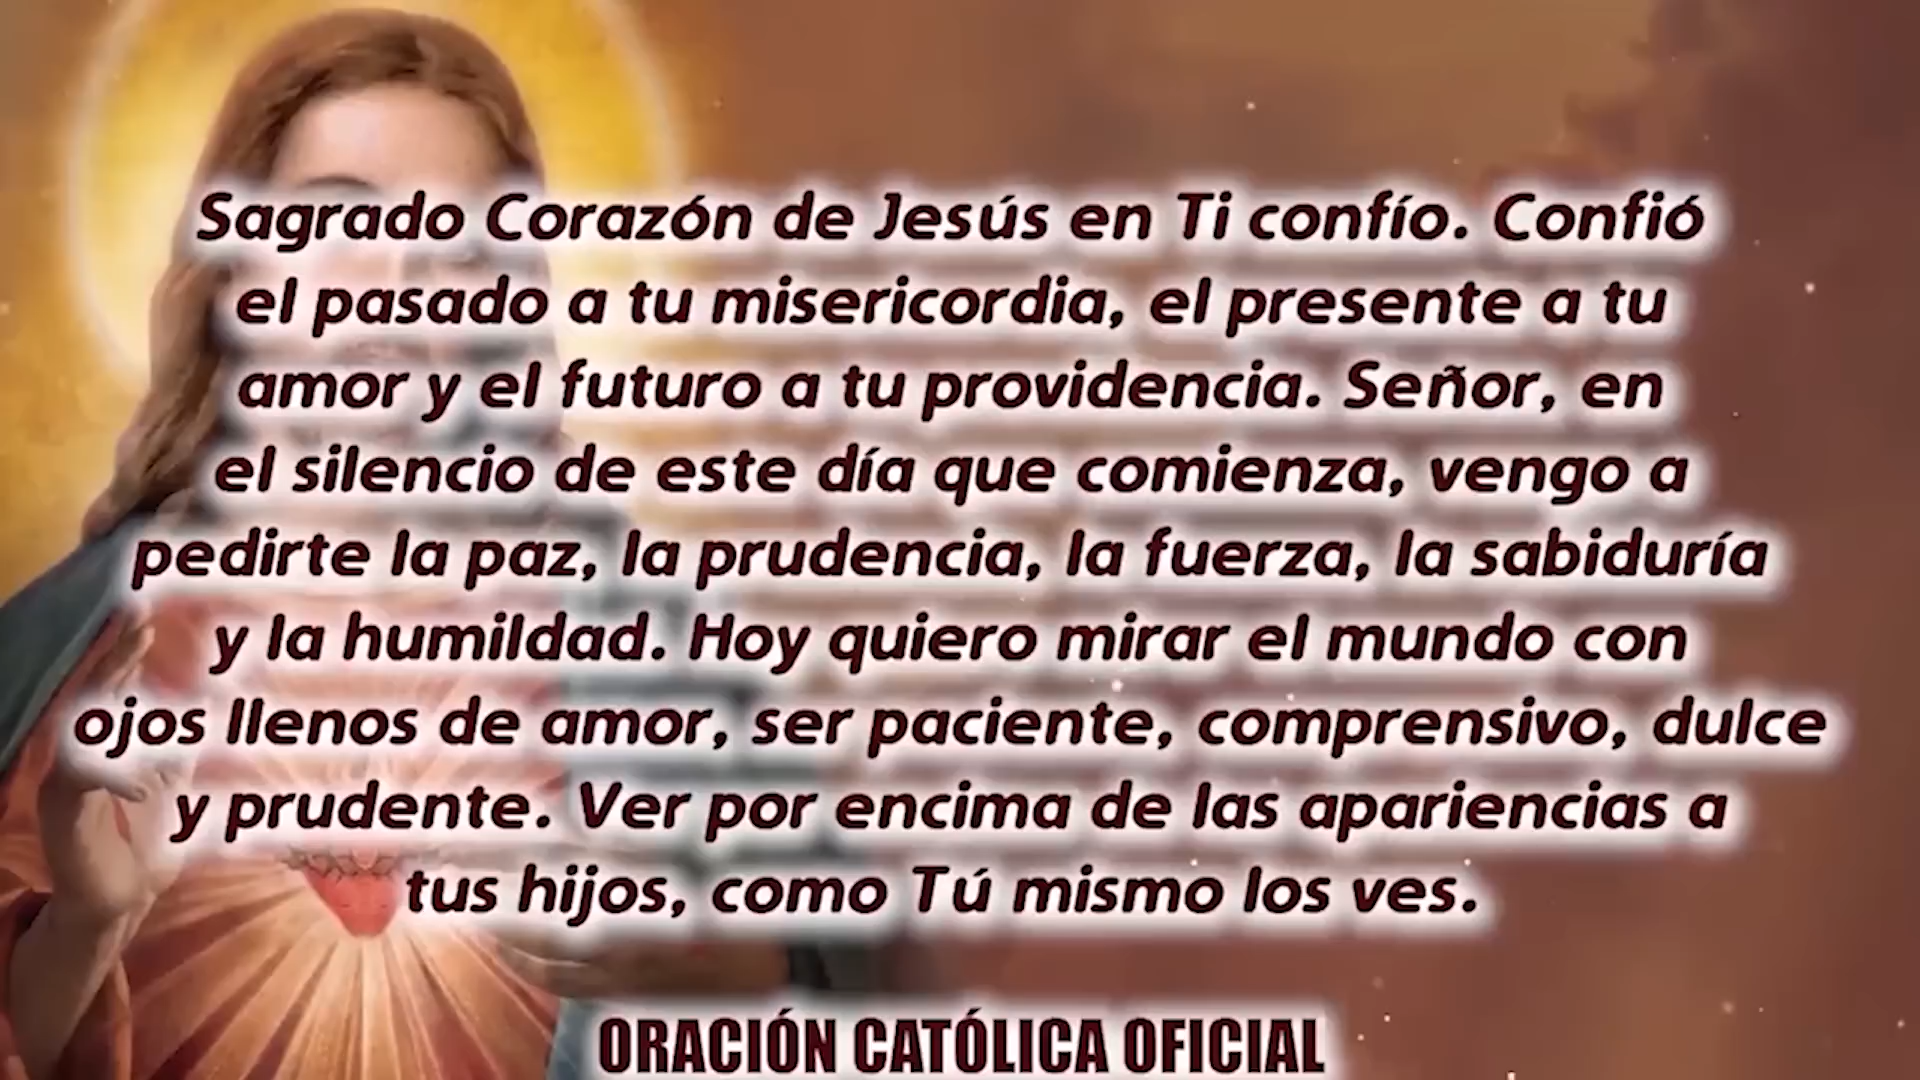 Sagrado Corazón de Jesús en Ti confío. Confió
el pasado a tu misericordia, el presente a tu
amor y el futuro a tu providencia. Señor, en
el silencio de este día que comienza, vengo a
pedirte la paz, la prudencia, la fuerza, la sabiduría
y la humildad. Hoy quiero mirar el mundo con
ojos llenos de amor, ser paciente, comprensivo, dulce
y prudente. Ver por encima de las apariencias a
tus hijos, como Tú mismo los ves.
ORACIÓN CATÓLICA OFICIAL